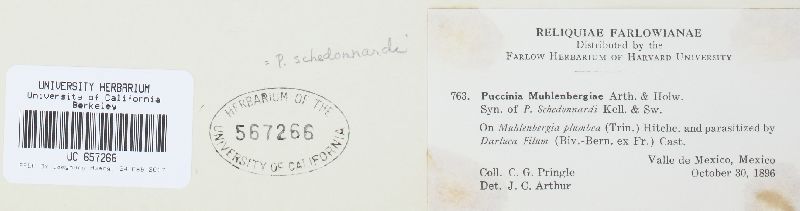 = P. schedonnardi
UNIVERSITY HERBARIUM
University of California
Berkeley
UC 657266
HERBARIUM OF THE
567266
UNIVERSITY OF CALIFORNIA
RELIQUIAE FARLOWIANAE
Distributed by the
FARLOW HERBARIUM OF HARVARD UNIVERSITY
763. Puccinia Muhlenbergiae Arth. & Holw.
Syn. of P. Schedonnardi Kell. & Sw.
On Muhlenbergia plumbea (Trin.) Hitchc. and parasitized by
Darluca Filum (Biv.-Bern. ex Fr.) Cast.
Valle de Mexico, Mexico
Coll. C. G. Pringle October 30, 1896
Det. J. C. Arthur